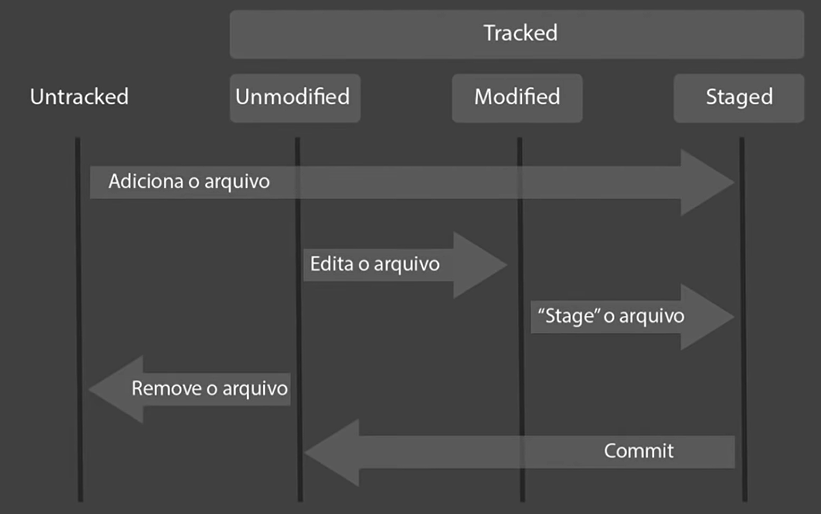 Tracked
Untracked
Unmodified
Modified
Staged
Adiciona o arquivo
Edita o arquivo
“Stage” o arquivo
Remove o arquivo
Commit